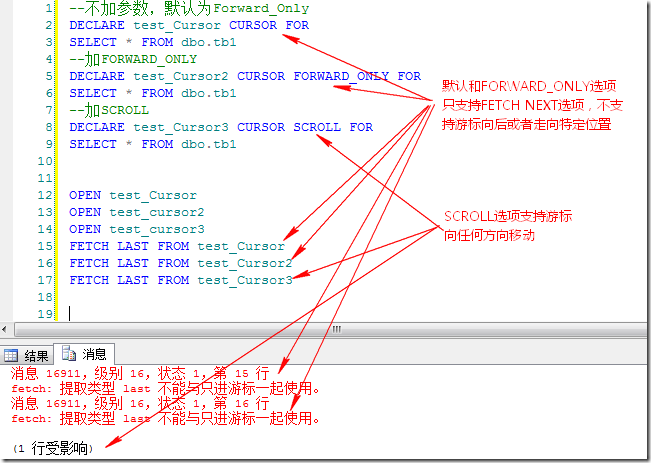 1 --不加参数，默认为Forward_Only
2 DECLARE test_Cursor CURSOR FOR
3 SELECT * FROM dbo.tb1
4 --加FORWARD_ONLY
5 DECLARE test_Cursor2 CURSOR FORWARD_ONLY FOR
6 SELECT * FROM dbo.tb1
7 --加SCROLL
8 DECLARE test_Cursor3 CURSOR SCROLL FOR
9 SELECT * FROM dbo.tb1
10
11
12 OPEN test_Cursor
13 OPEN test_cursor2
14 OPEN test_cursor3
15 FETCH LAST FROM test_Cursor
16 FETCH LAST FROM test_Cursor2
17 FETCH LAST FROM test_Cursor3
18
19
默认和FORWARD_ONLY选项
只支持FETCH NEXT选项，不支
持游标向后或者走向特定位置
SCROLL选项支持游标
向任何方向移动
结果 消息
消息 16911，级别 16，状态 1，第 15 行
fetch: 提取类型 last 不能与只进游标一起使用。
消息 16911，级别 16，状态 1，第 16 行
fetch: 提取类型 last 不能与只进游标一起使用。
(1 行受影响)